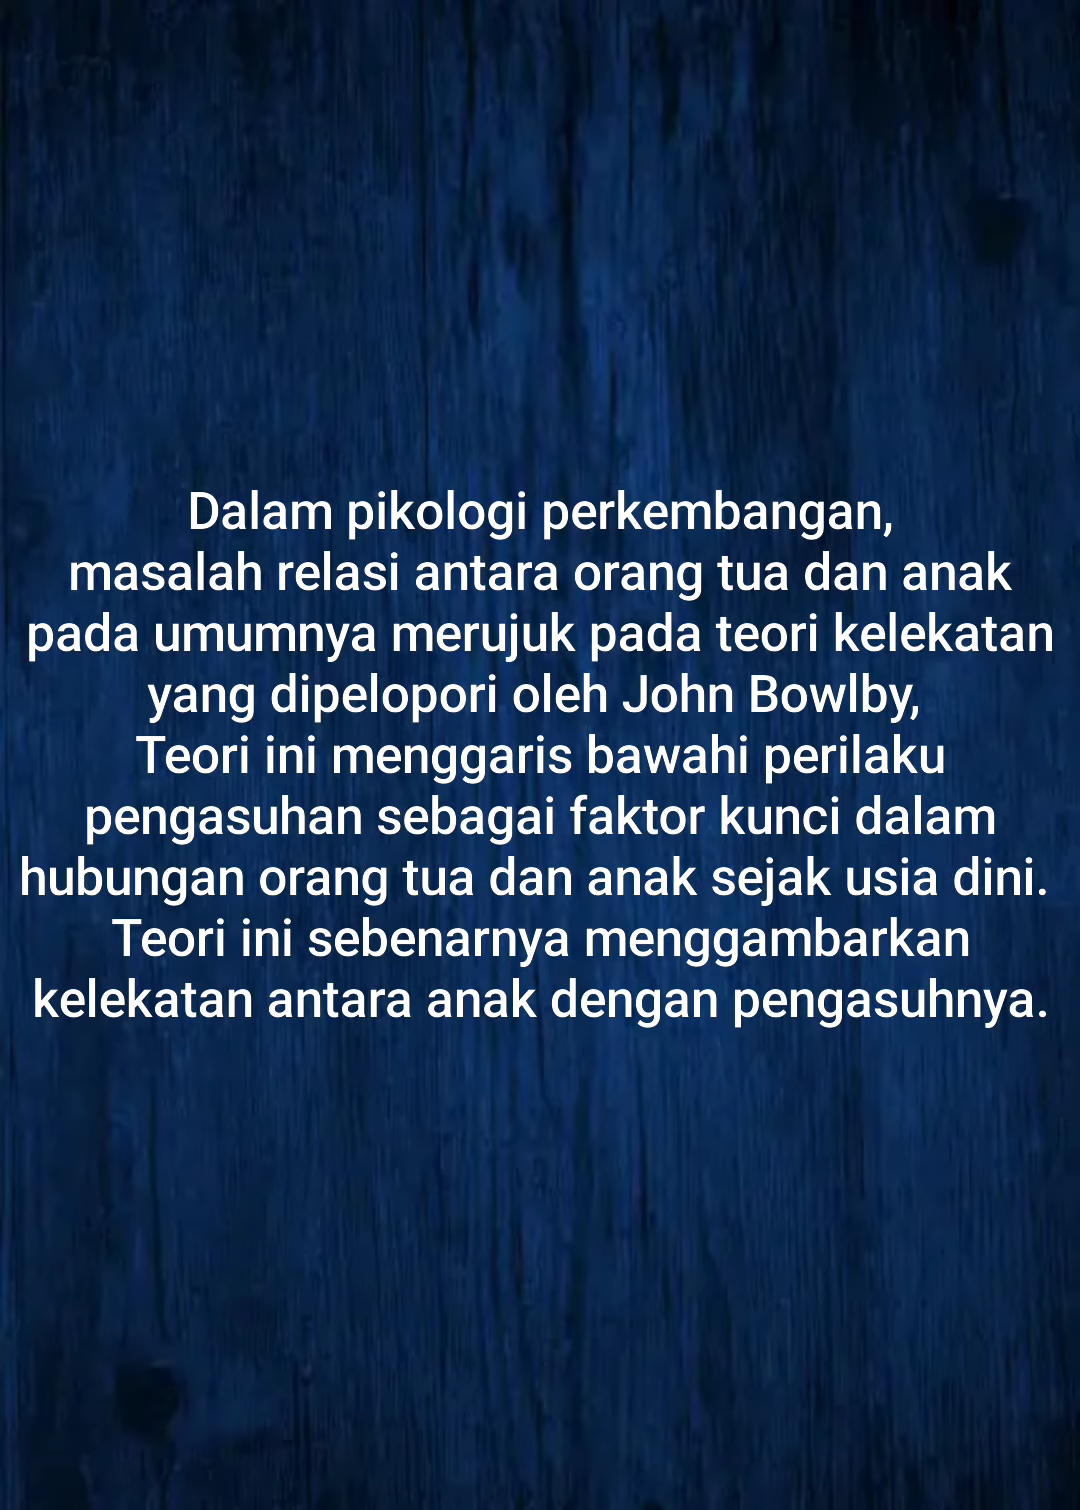 Dalam pikologi perkembangan,
masalah relasi antara orang tua dan anak
pada umumnya merujuk pada teori kelekatan
yang dipelopori oleh John Bowlby,
Teori ini menggaris bawahi perilaku
pengasuhan sebagai faktor kunci dalam
hubungan orang tua dan anak sejak usia dini.
Teori ini sebenarnya menggambarkan
kelekatan antara anak dengan pengasuhnya.